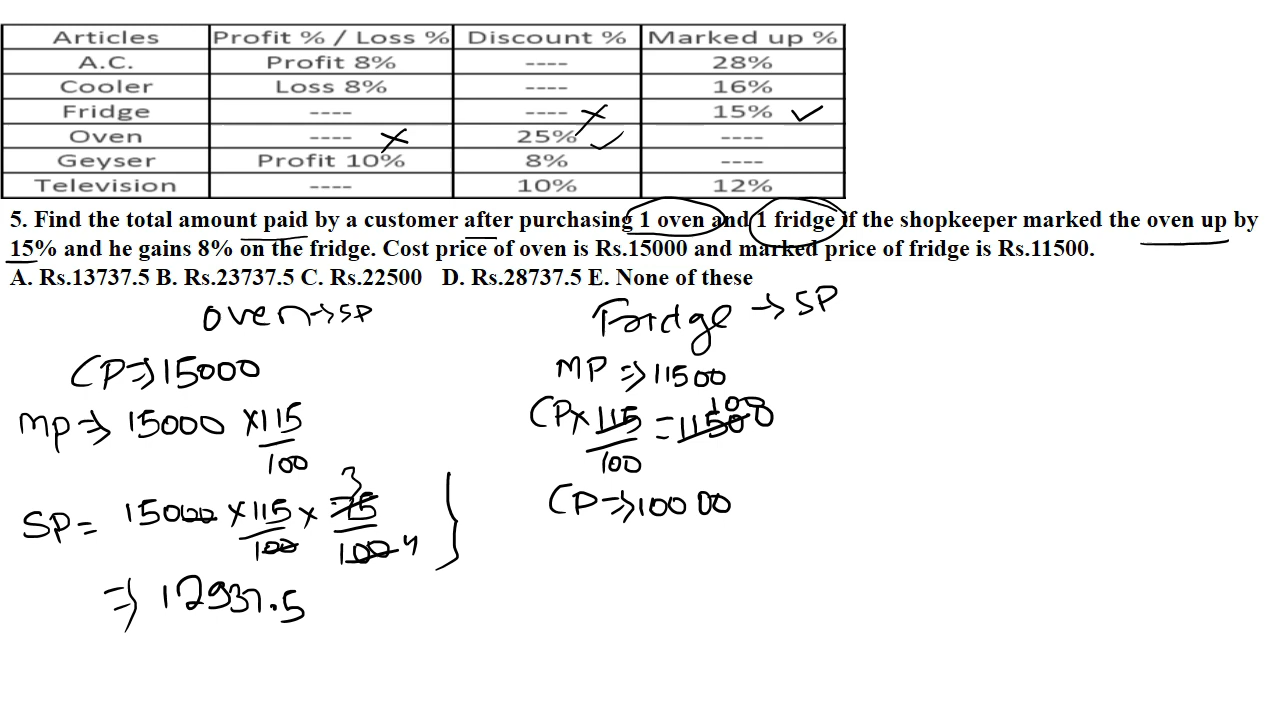 Articles Profit % / Loss % Discount % Marked up %
A.C. Profit 8% ---- 28%
Cooler Loss 8% ---- 16%
Fridge ---- ---- 15%
Oven ---- 25% ----
Geyser Profit 10% 8% ----
Television ---- 10% 12%
5. Find the total amount paid by a customer after purchasing 1 oven and 1 fridge if the shopkeeper marked the oven up by
15% and he gains 8% on the fridge. Cost price of oven is Rs.15000 and marked price of fridge is Rs.11500.
A. Rs.13737.5 B. Rs.23737.5 C. Rs.22500 D. Rs.28737.5 E. None of these
Oven → SP
CP ⇒ 15000
MP ⇒ 15000 × 115/100
SP = 15000 × 115/100 × 75/100 3 4
⇒ 12937.5
Fridge → SP
MP ⇒ 11500
CP × 115/100 = 11500 100
CP ⇒ 10000